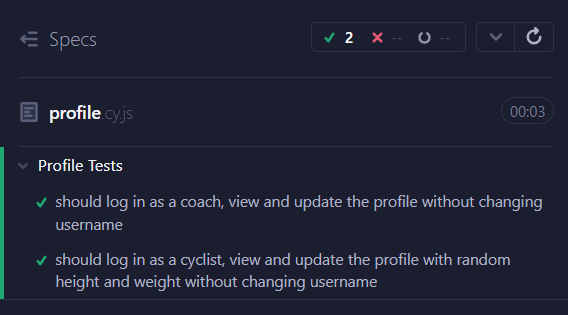 Specs
2 -- --
profile.cy.js
00:03
Profile Tests
should log in as a coach, view and update the profile without changing
username
should log in as a cyclist, view and update the profile with random
height and weight without changing username